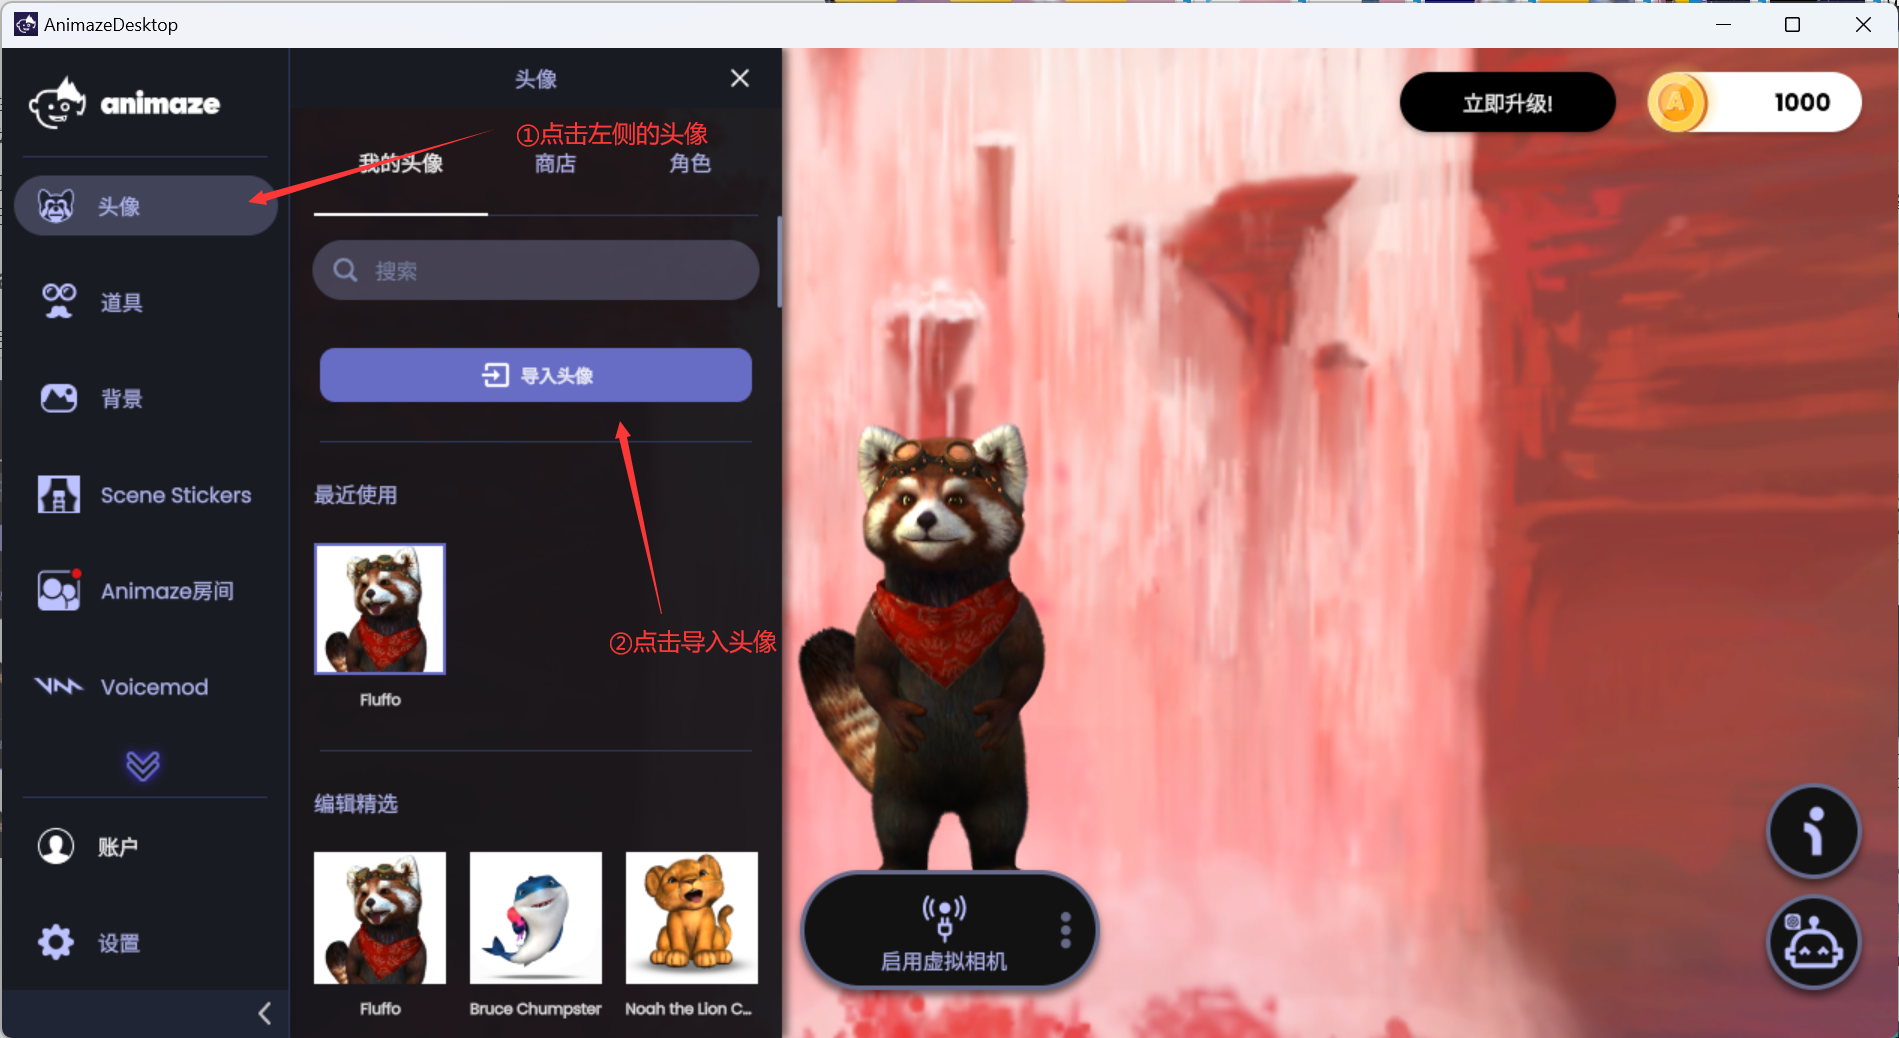 AnimazeDesktop
animaze
头像
道具
背景
Scene Stickers
Animaze房间
Voicemod
账户
设置
头像
①点击左侧的头像
我的头像
商店
角色
搜索
导入头像
最近使用
②点击导入头像
Fluffo
编辑精选
Fluffo
Bruce Chumpster
Noah the Lion C...
立即升级!
A
1000
启用虚拟相机